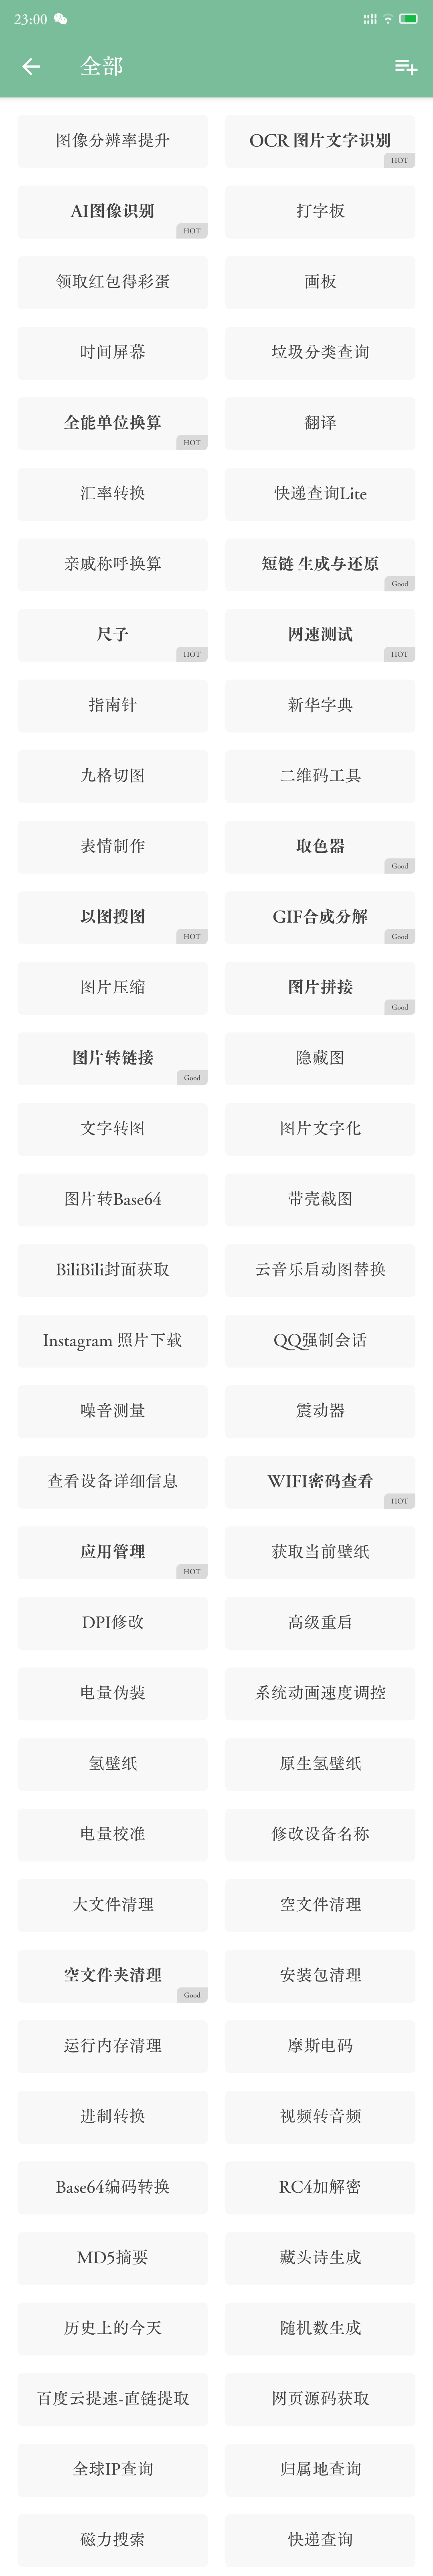 23:00
全部
图像分辨率提升
OCR 图片文字识别
HOT
AI图像识别
HOT
打字板
领取红包得彩蛋
画板
时间屏幕
垃圾分类查询
全能单位换算
HOT
翻译
汇率转换
快递查询Lite
亲戚称呼换算
短链 生成与还原
Good
尺子
HOT
网速测试
HOT
指南针
新华字典
九格切图
二维码工具
表情制作
取色器
Good
以图搜图
HOT
GIF合成分解
Good
图片压缩
图片拼接
Good
图片转链接
Good
隐藏图
文字转图
图片文字化
图片转Base64
带壳截图
BiliBili封面获取
云音乐启动图替换
Instagram 照片下载
QQ强制会话
噪音测量
震动器
查看设备详细信息
WIFI密码查看
HOT
应用管理
HOT
获取当前壁纸
DPI修改
高级重启
电量伪装
系统动画速度调控
氢壁纸
原生氢壁纸
电量校准
修改设备名称
大文件清理
空文件清理
空文件夹清理
Good
安装包清理
运行内存清理
摩斯电码
进制转换
视频转音频
Base64编码转换
RC4加解密
MD5摘要
藏头诗生成
历史上的今天
随机数生成
百度云提速-直链提取
网页源码获取
全球IP查询
归属地查询
磁力搜索
快递查询